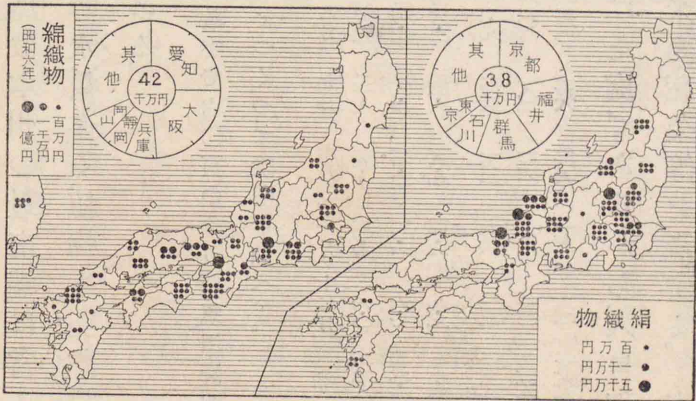 綿織物
(昭和六年)
・百万円
●一千万円
●一億円
42
千万円
愛知
大阪
兵庫
静岡
岡山
其他
38
千万円
京都
福井
群馬
石川
東京
其他
絹織物
百万円
一千万円
五千万円